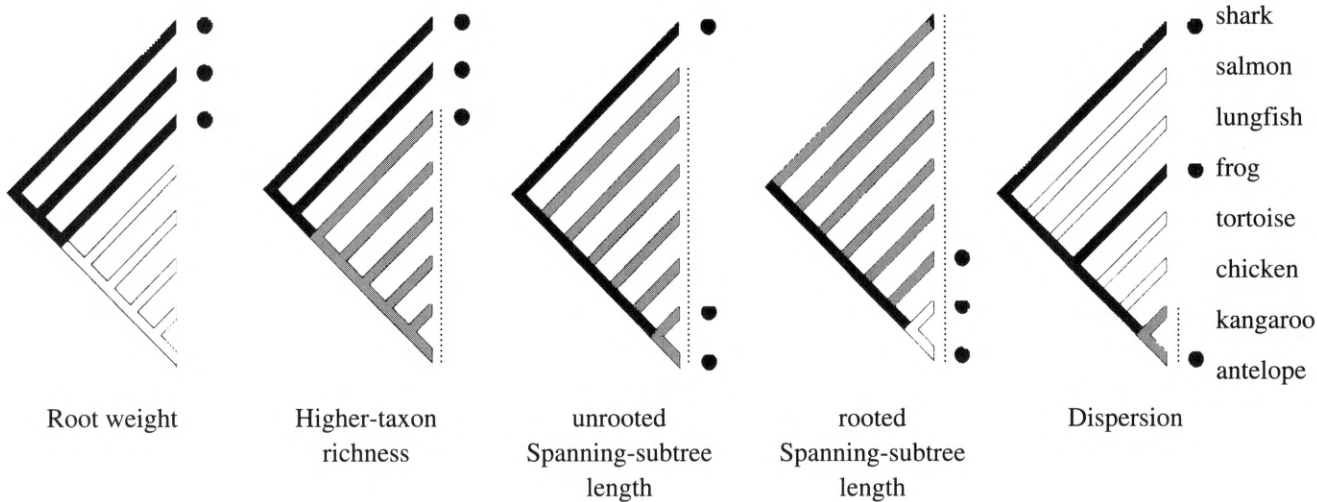 shark
salmon
lungfish
frog
tortoise
chicken
kangaroo
antelope
Root weight
Higher-taxon
richness
unrooted
Spanning-subtree
length
rooted
Spanning-subtree
length
Dispersion